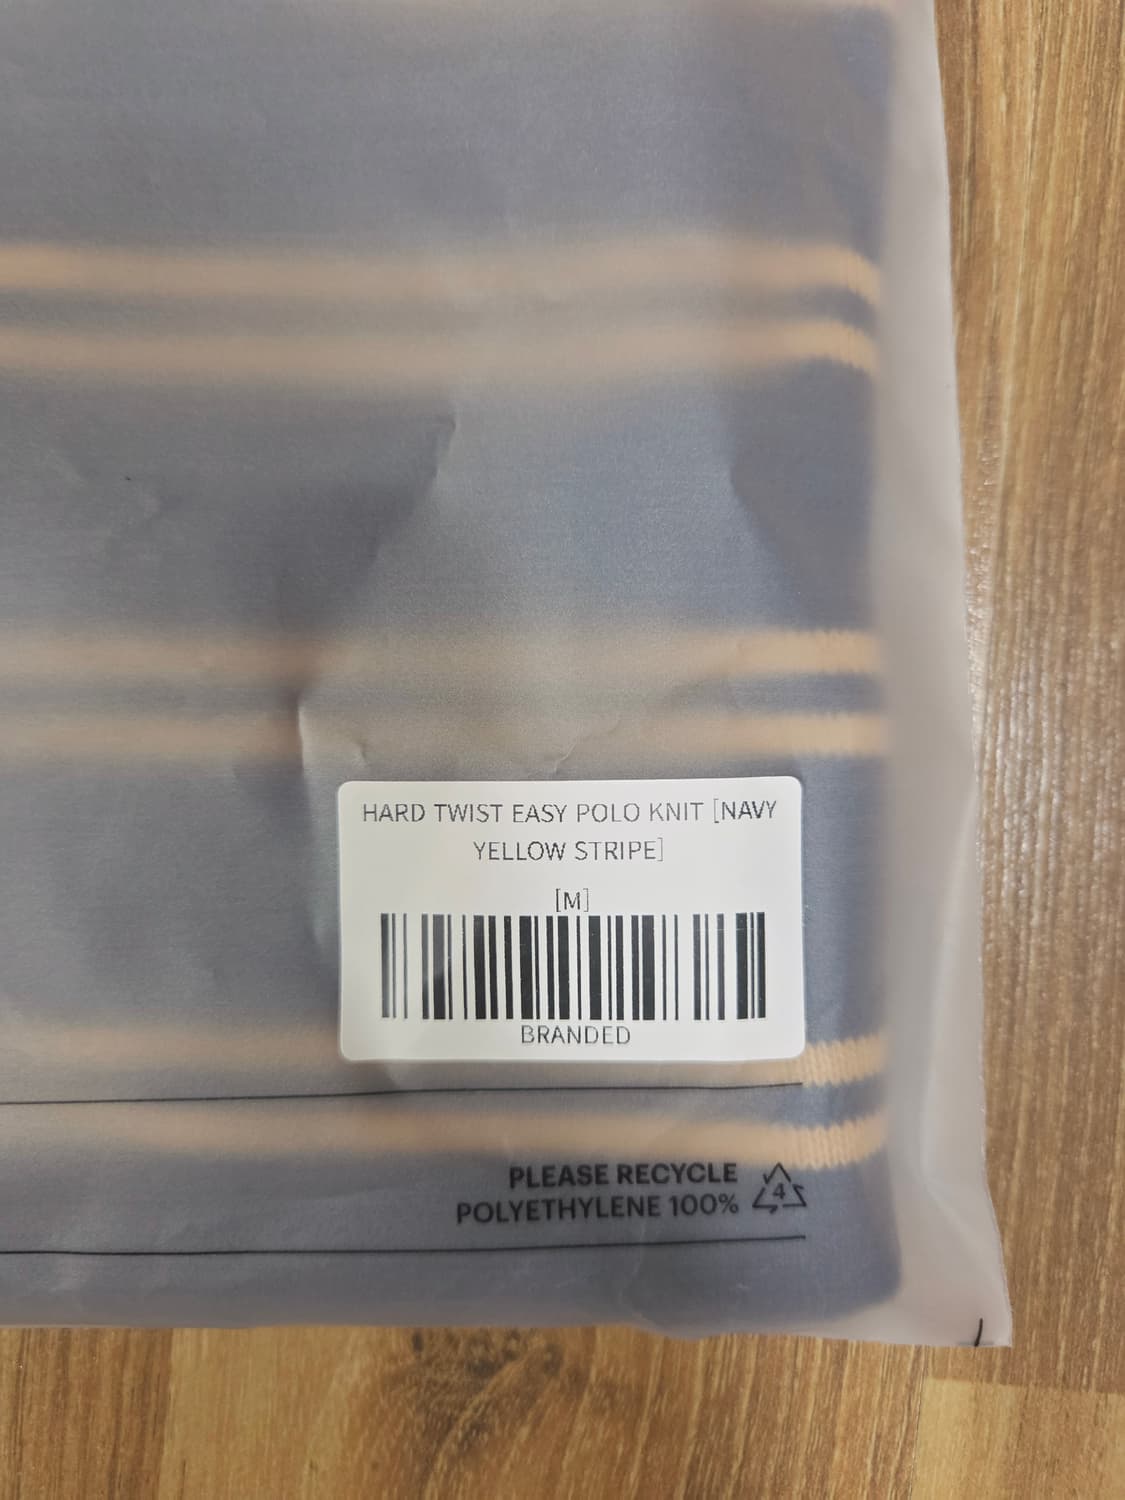 HARD TWIST EASY POLO KNIT [NAVY
YELLOW STRIPE]
[M]
BRANDED
PLEASE RECYCLE
POLYETHYLENE 100%
4